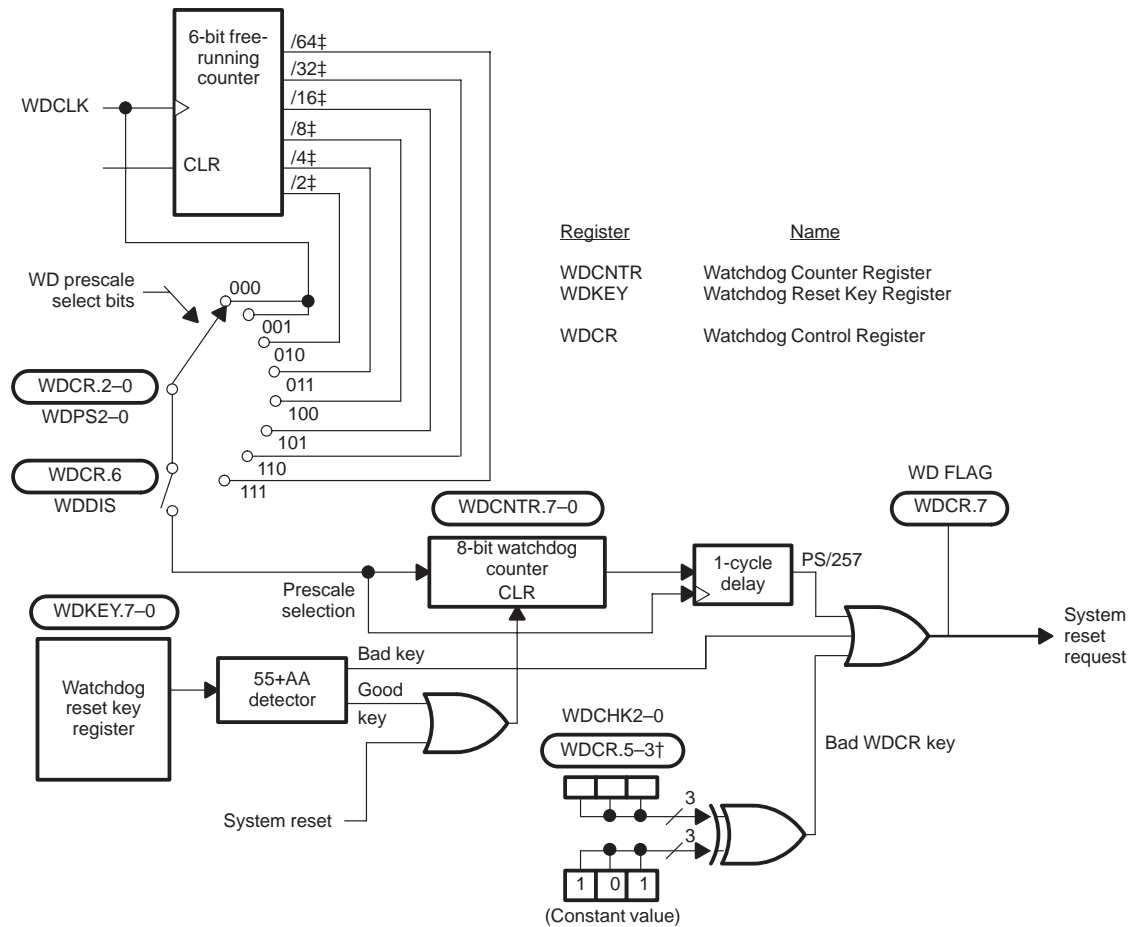 6-bit free-
running
counter
/64‡
/32‡
/16‡
/8‡
/4‡
/2‡
WDCLK
CLR
Register Name
WDCNTR Watchdog Counter Register
WDKEY Watchdog Reset Key Register
WDCR Watchdog Control Register
WD prescale
select bits
000
001
010
011
100
101
110
111
WDCR.2–0
WDPS2–0
WDCR.6
WDDIS
WD FLAG
WDCR.7
WDCNTR.7–0
8-bit watchdog
counter
CLR
1-cycle
delay
PS/257
Prescale
selection
System
reset
request
WDKEY.7–0
Watchdog
reset key
register
55+AA
detector
Bad key
Good
key
System reset
WDCHK2–0
WDCR.5–3†
Bad WDCR key
3
3
1 0 1
(Constant value)